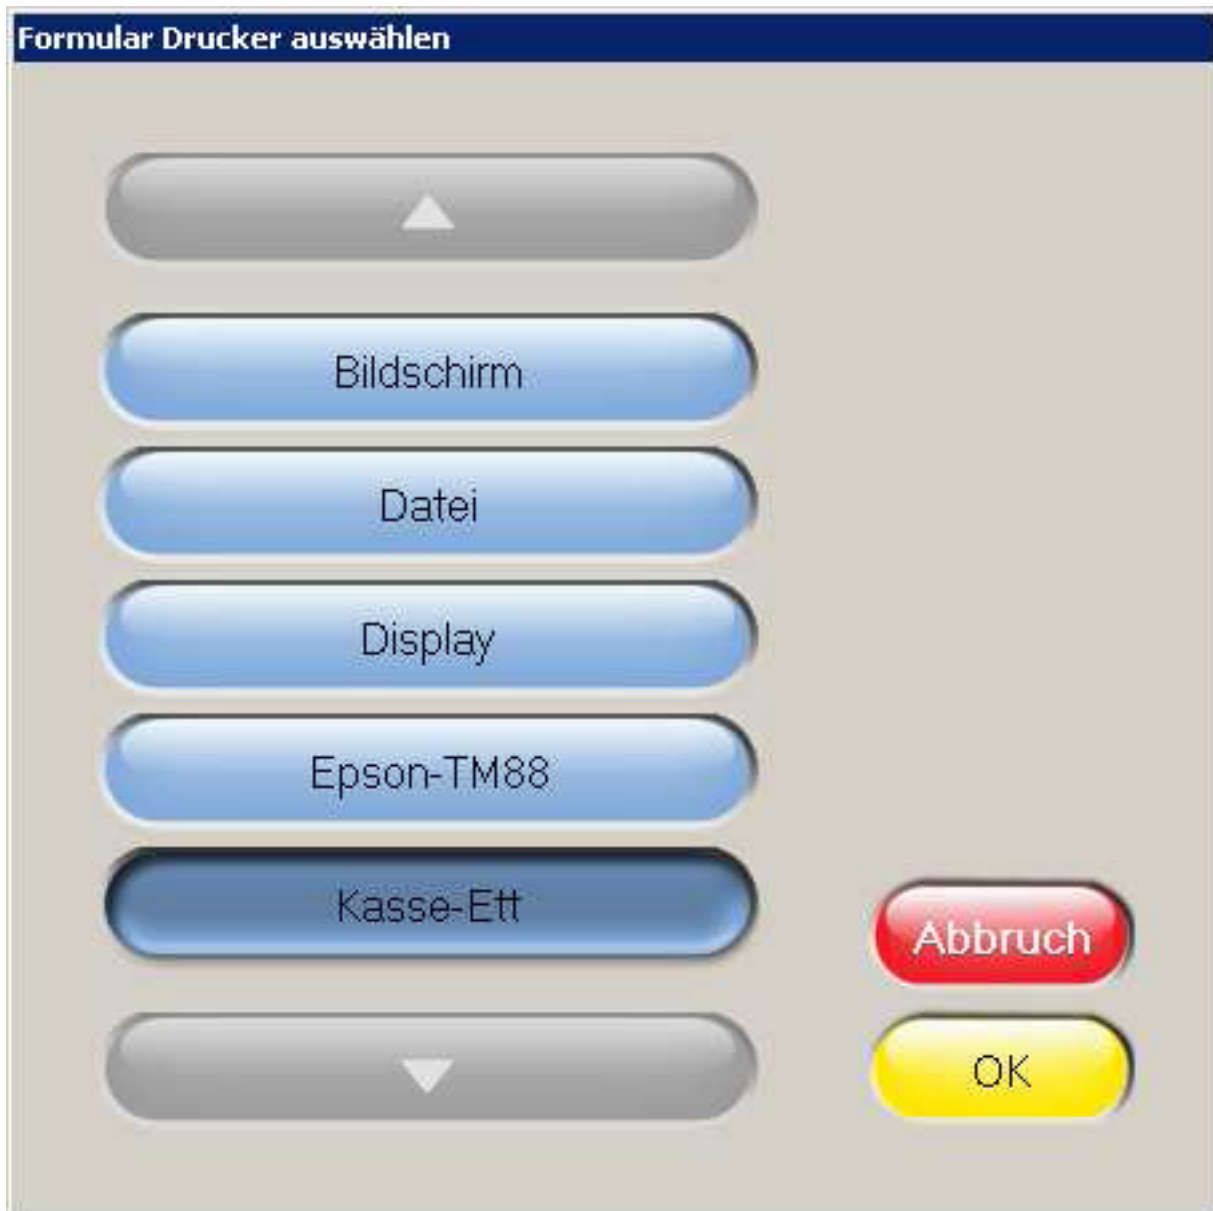 Formular Drucker auswählen
Bildschirm
Datei
Display
Epson-TM88
Kasse-Ett
Abbruch
OK